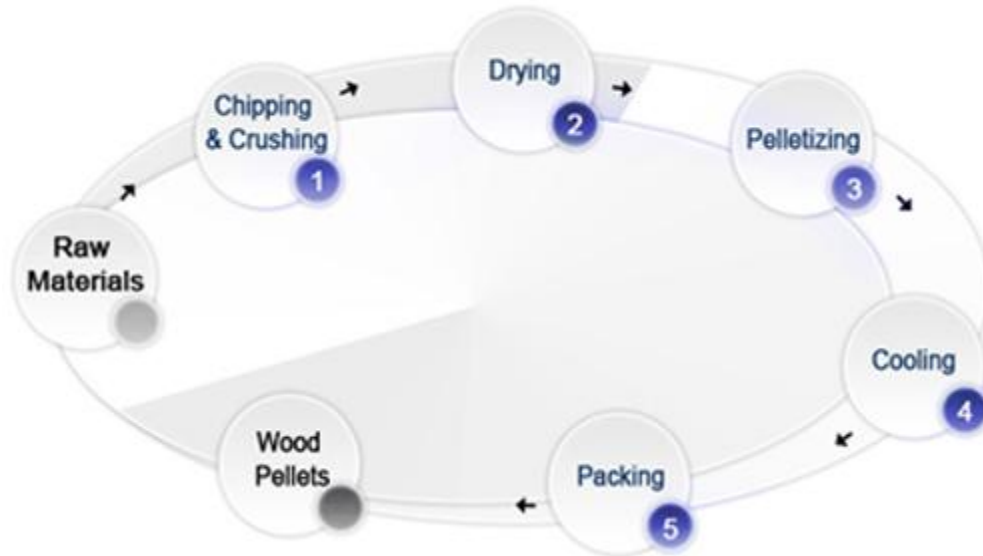 Raw
Materials
Chipping
& Crushing
1
Drying
2
Pelletizing
3
Cooling
4
Packing
5
Wood
Pellets